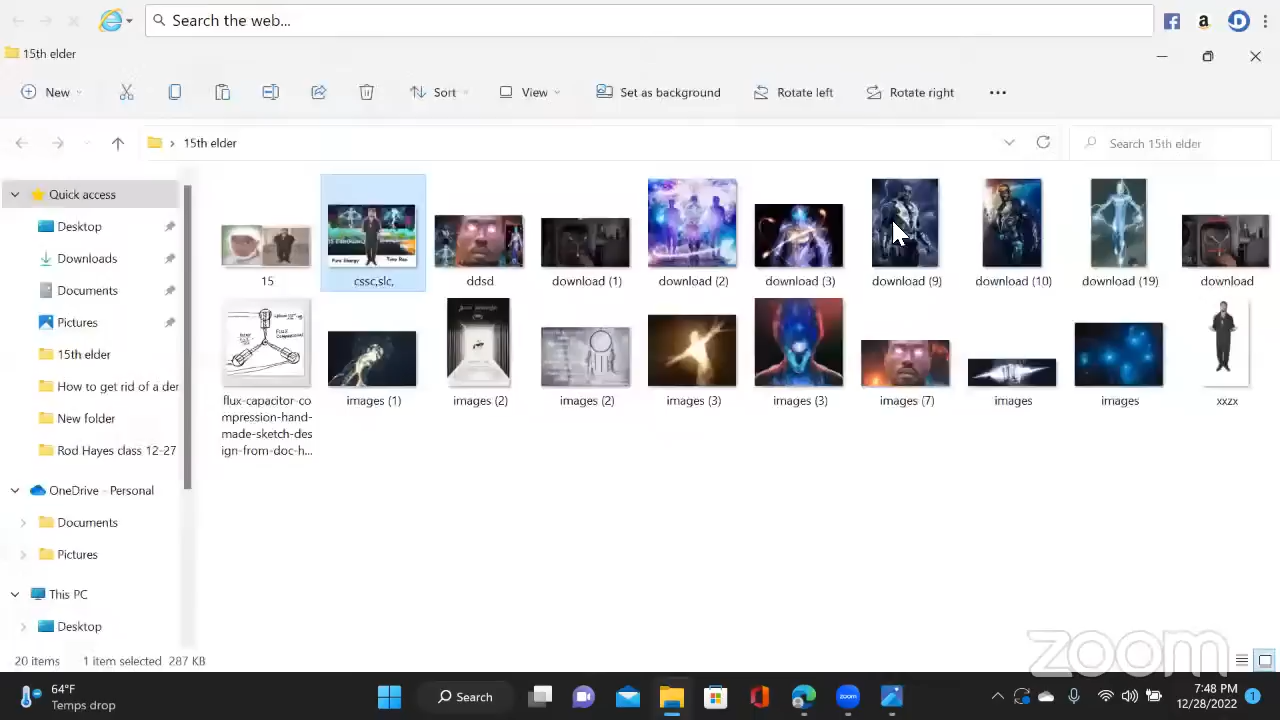 Search the web...
15th elder
New
Sort
View
Set as background
Rotate left
Rotate right
15th elder
Search 15th elder
Quick access
Desktop
Downloads
Documents
Pictures
15th elder
How to get rid of a der
New folder
Rod Hayes class 12-27
OneDrive - Personal
Documents
Pictures
This PC
Desktop
15
cssc,slc,
ddsd
download (1)
download (2)
download (3)
download (9)
download (10)
download (19)
download
flux-capacitor-co
mpression-hand-
made-sketch-des
ign-from-doc-h...
images (1)
images (2)
images (2)
images (3)
images (3)
images (7)
images
images
xxzx
20 items
1 item selected 287 KB
zoom
64°F
Temps drop
Search
zoom
7:48 PM
12/28/2022
1